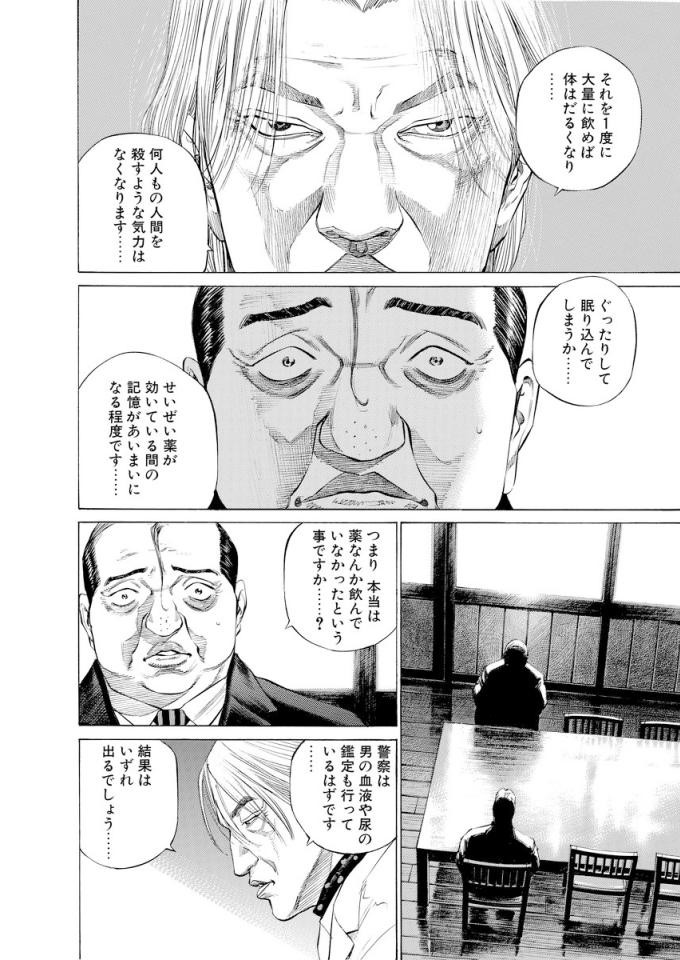 それを１度に
大量に飲めば
体はだるくなり
……
何人もの人間を
殺すような気力は
なくなります……
ぐったりして
眠り込んで
しまうか……
せいぜい薬が
効いている間の
記憶があいまいに
なる程度です……
つまり 本当は
薬なんか飲んで
いなかったという
事ですか……？
警察は
男の血液や尿の
鑑定も行って
いるはずです
……
結果は
いずれ
出るでしょう……